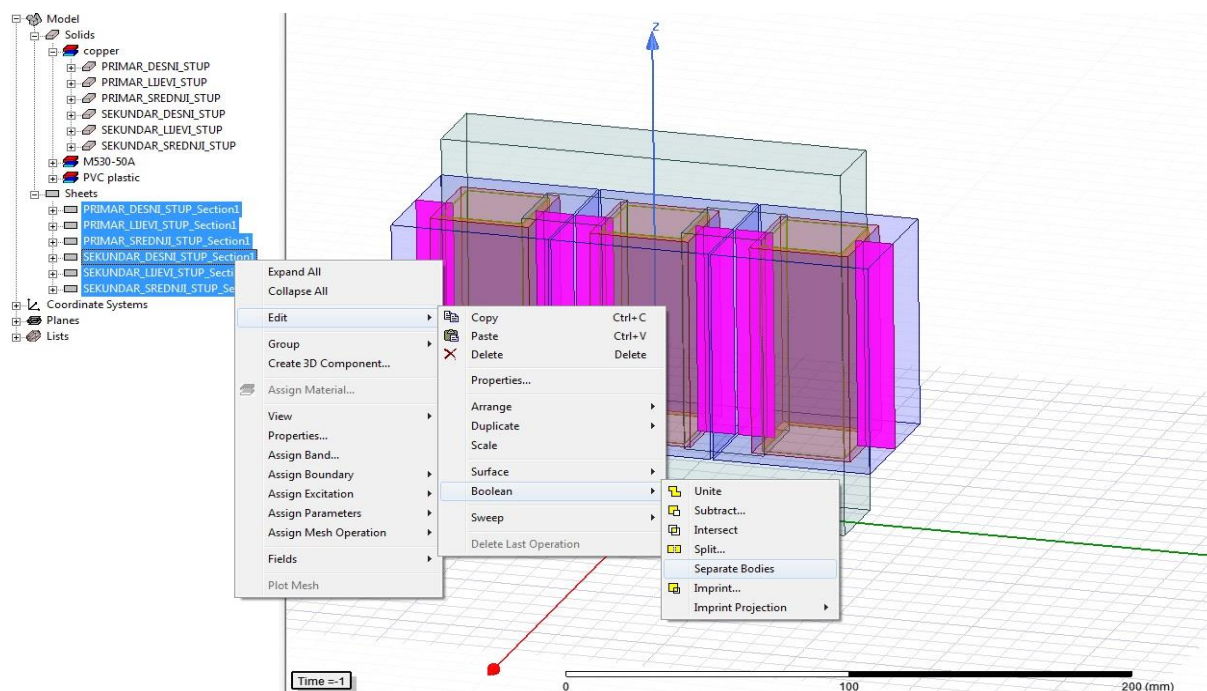 Model
Solids
copper
PRIMAR_DESNI_STUP
PRIMAR_LIJEVI_STUP
PRIMAR_SREDNJI_STUP
SEKUNDAR_DESNI_STUP
SEKUNDAR_LIJEVI_STUP
SEKUNDAR_SREDNJI_STUP
M530-50A
PVC plastic
Sheets
PRIMAR_DESNI_STUP_Section1
PRIMAR_LIJEVI_STUP_Section1
PRIMAR_SREDNJI_STUP_Section1
SEKUNDAR_DESNI_STUP_Section1
SEKUNDAR_LIJEVI_STUP_Secti
SEKUNDAR_SREDNJI_STUP_Se
Coordinate Systems
Planes
Lists
Expand All
Collapse All
Edit
Group
Create 3D Component...
Assign Material...
View
Properties...
Assign Band...
Assign Boundary
Assign Excitation
Assign Parameters
Assign Mesh Operation
Fields
Plot Mesh
Copy Ctrl+C
Paste Ctrl+V
Delete Delete
Properties...
Arrange
Duplicate
Scale
Surface
Boolean
Sweep
Delete Last Operation
Unite
Subtract...
Intersect
Split...
Separate Bodies
Imprint...
Imprint Projection
Z
Time =-1
0 100 200 (mm)